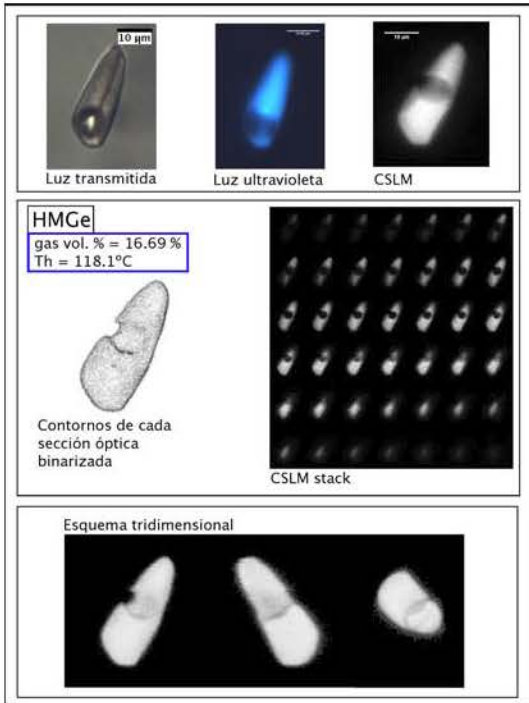 10 µm
Luz transmitida
Luz ultravioleta
10 µm
CSLM
HMGe
gas vol. % = 16.69 %
Th = 118.1ºC
Contornos de cada
sección óptica
binarizada
CSLM stack
Esquema tridimensional